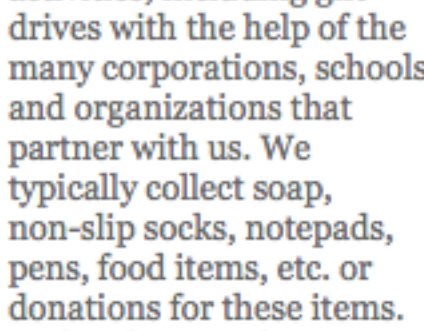 drives with the help of the
many corporations, schools
and organizations that
partner with us. We
typically collect soap,
non-slip socks, notepads,
pens, food items, etc. or
donations for these items.